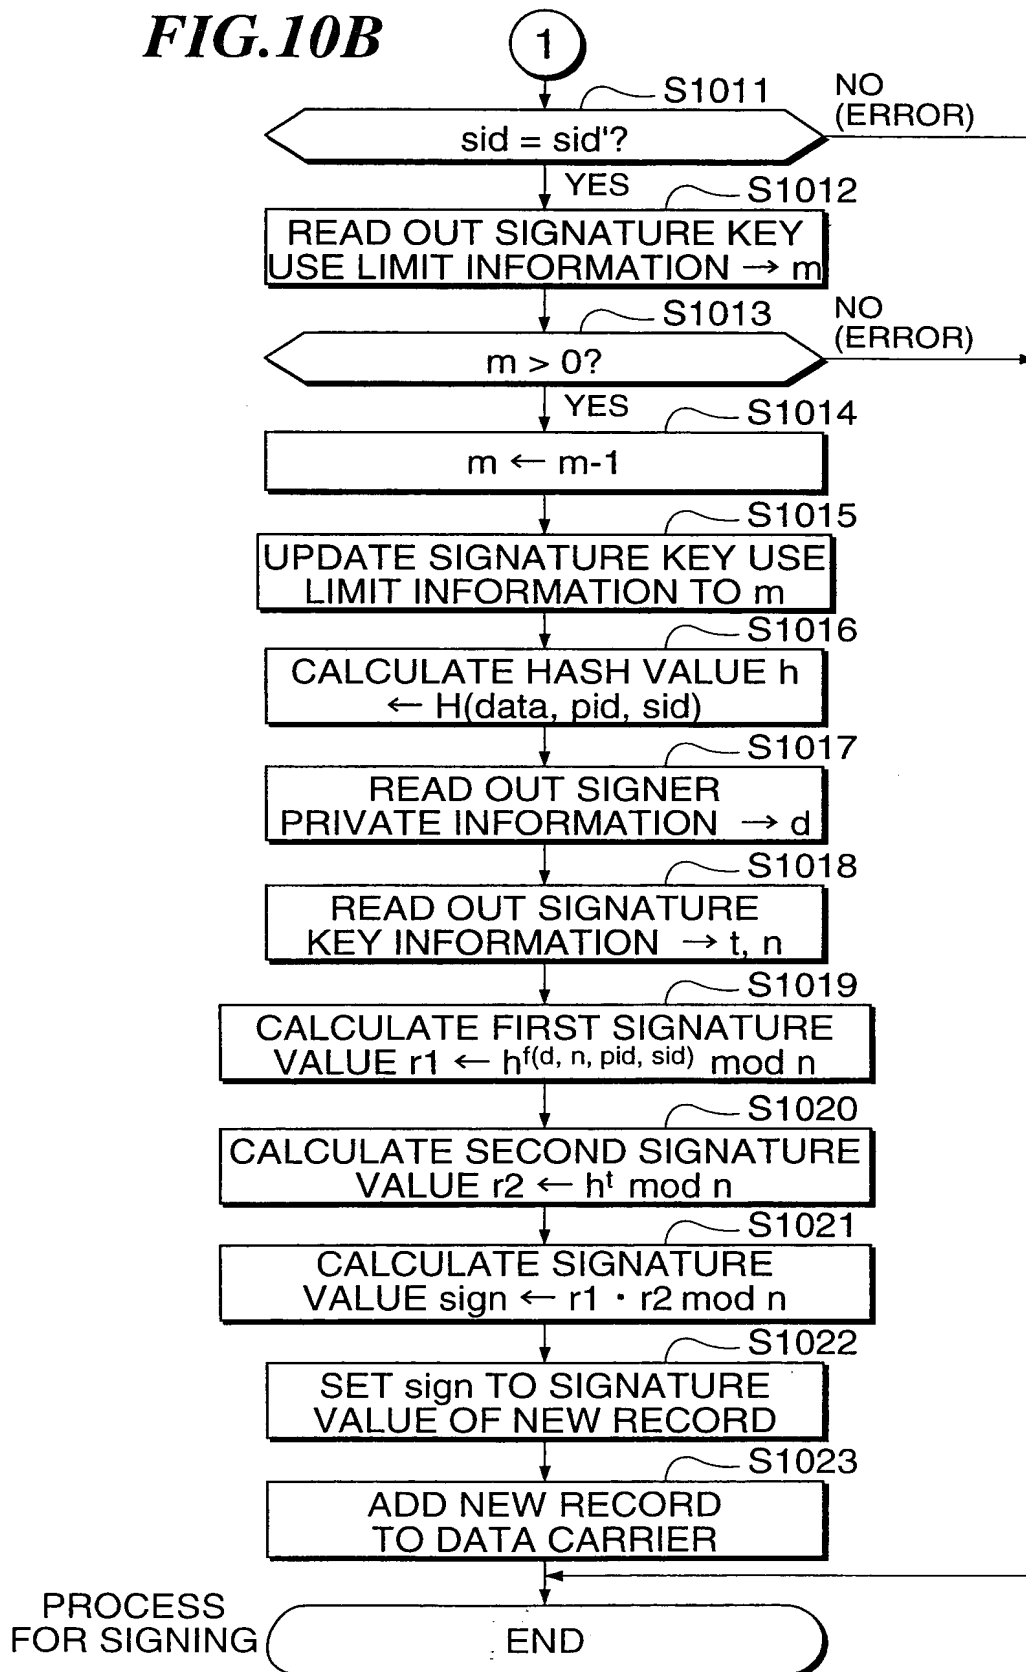 FIG.10B
1
S1011
NO
(ERROR)
sid = sid'?
YES
S1012
READ OUT SIGNATURE KEY
USE LIMIT INFORMATION → m
S1013
NO
(ERROR)
m > 0?
YES
S1014
m ← m-1
S1015
UPDATE SIGNATURE KEY USE
LIMIT INFORMATION TO m
S1016
CALCULATE HASH VALUE h
← H(data, pid, sid)
S1017
READ OUT SIGNER
PRIVATE INFORMATION → d
S1018
READ OUT SIGNATURE
KEY INFORMATION → t, n
S1019
CALCULATE FIRST SIGNATURE
VALUE r1 ← h^f(d, n, pid, sid) mod n
S1020
CALCULATE SECOND SIGNATURE
VALUE r2 ← h^t mod n
S1021
CALCULATE SIGNATURE
VALUE sign ← r1 · r2 mod n
S1022
SET sign TO SIGNATURE
VALUE OF NEW RECORD
S1023
ADD NEW RECORD
TO DATA CARRIER
PROCESS
FOR SIGNING
END